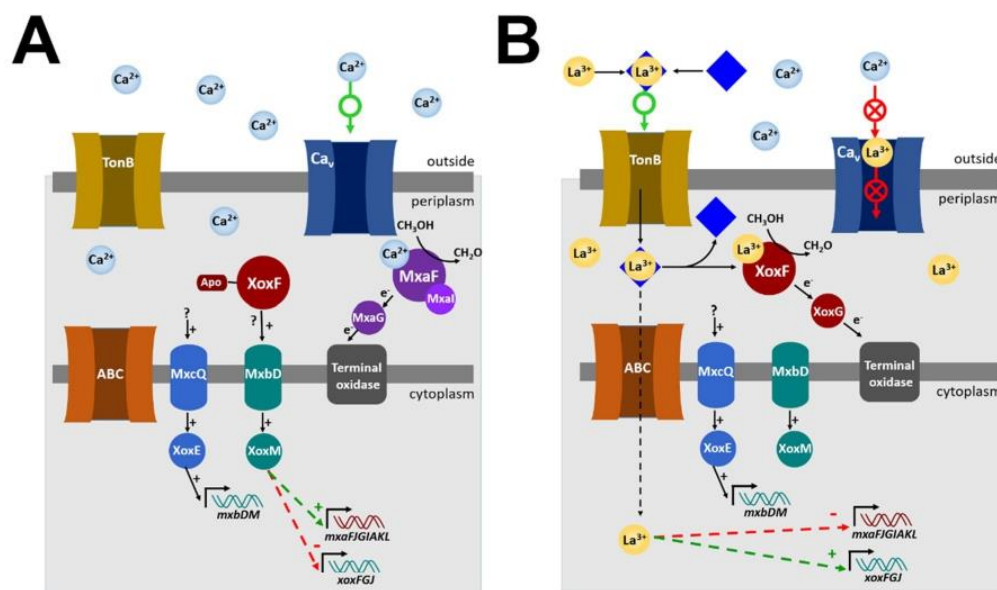 A
Ca²⁺
Ca²⁺
Ca²⁺
Ca²⁺
Ca²⁺
TonB
Caᵥ
outside
periplasm
Ca²⁺
Ca²⁺
Ca²⁺
CH₃OH
CH₂O
Apo
XoxF
MxaF
MxaI
e⁻
MxaG
e⁻
?
+
?
+
ABC
MxcQ
MxbD
Terminal
oxidase
cytoplasm
+
+
XoxE
XoxM
+
mxbDM
+
mxaFJGIAKL
-
xoxFGJ
B
La³⁺
La³⁺
Ca²⁺
Ca²⁺
Ca²⁺
TonB
Caᵥ
La³⁺
outside
periplasm
La³⁺
La³⁺
La³⁺
CH₃OH
CH₂O
XoxF
La³⁺
e⁻
XoxG
e⁻
?
+
ABC
MxcQ
MxbD
Terminal
oxidase
cytoplasm
+
+
XoxE
XoxM
+
mxbDM
La³⁺
-
mxaFJGIAKL
+
xoxFGJ